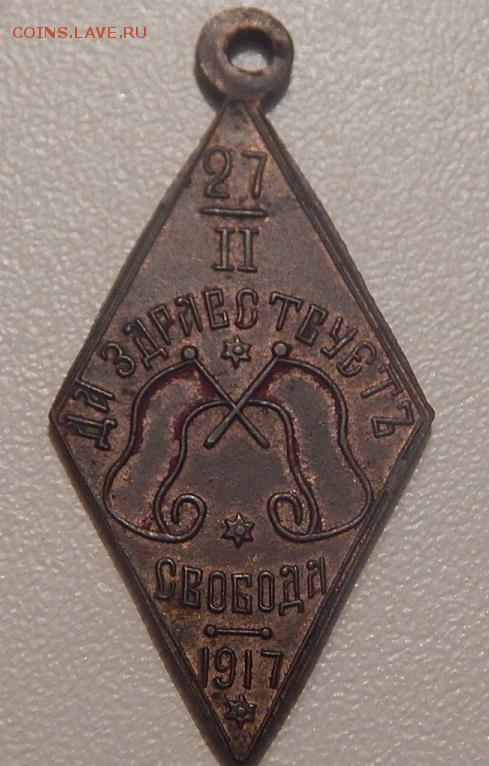 COINS.LAVE.RU
27
II
ДА ЗДРАВСТВУЕТЪ
СВОБОДА
1917